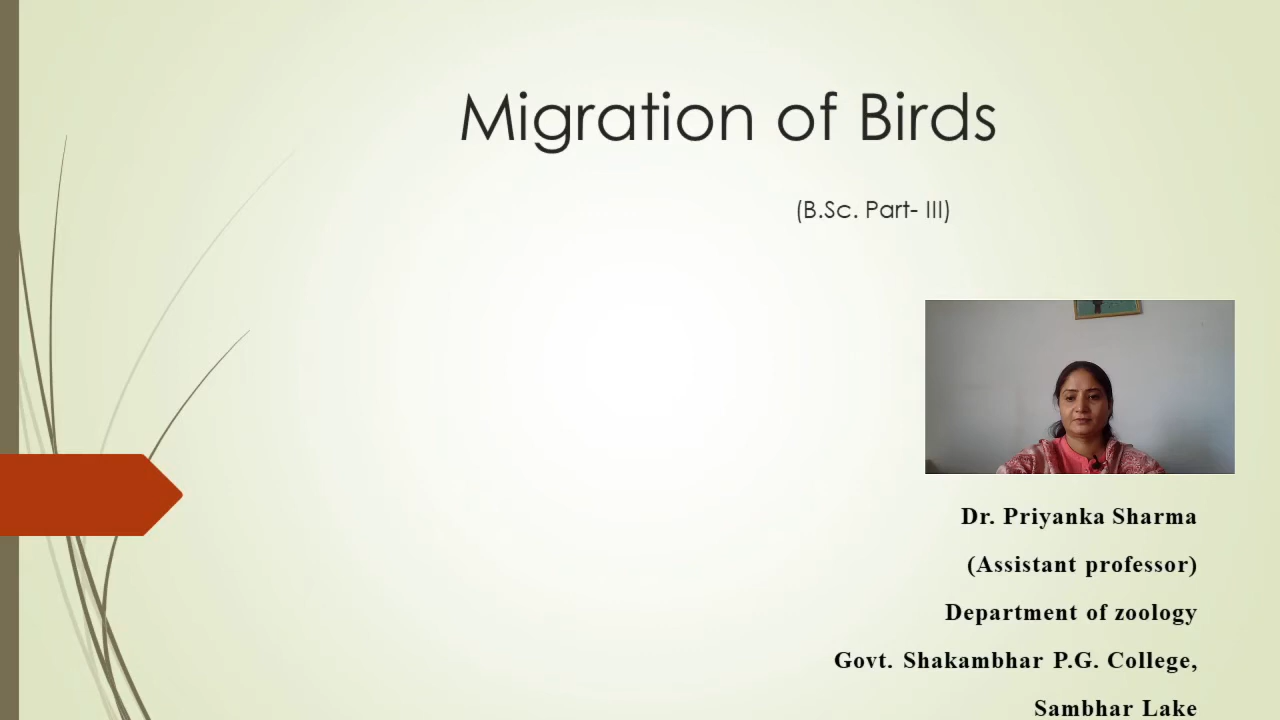 Migration of Birds
(B.Sc. Part- III)
Dr. Priyanka Sharma
(Assistant professor)
Department of zoology
Govt. Shakambhar P.G. College,
Sambhar Lake